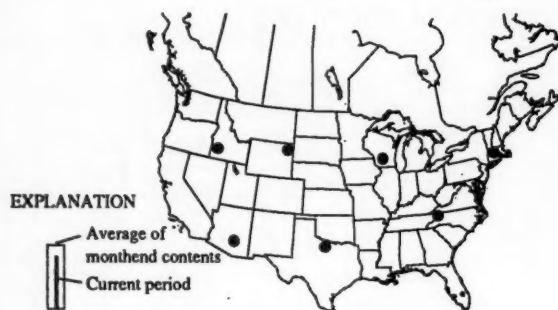 EXPLANATION
Average of
monthend contents
Current period